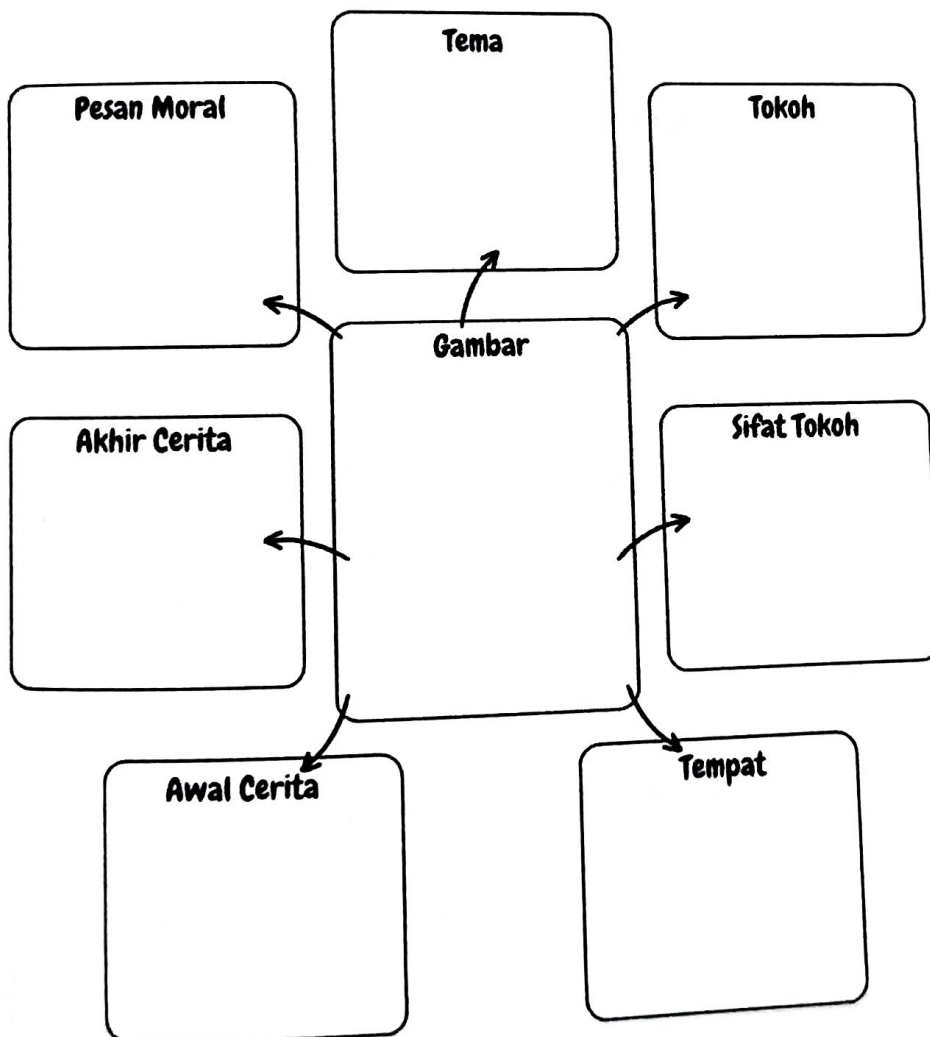 Tema
Pesan Moral
Tokoh
Gambar
Akhir Cerita
Sifat Tokoh
Awal Cerita
Tempat